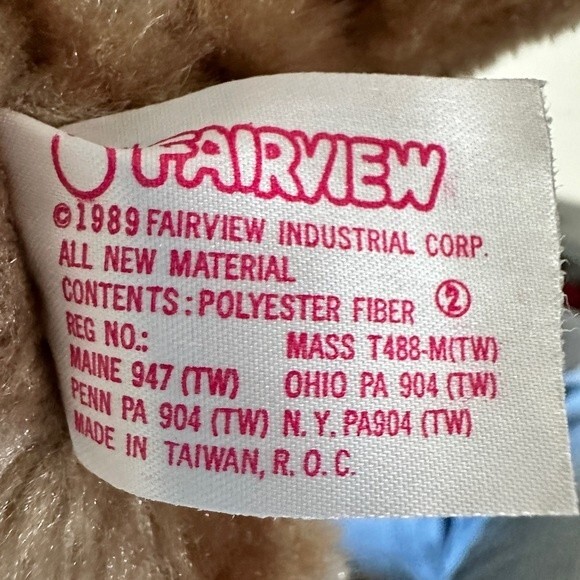 FAIRVIEW
©1989 FAIRVIEW INDUSTRIAL CORP.
ALL NEW MATERIAL
CONTENTS: POLYESTER FIBER ②
REG NO.: MASS T488-M(TW)
MAINE 947 (TW) OHIO PA 904 (TW)
PENN PA 904 (TW) N.Y. PA904 (TW)
MADE IN TAIWAN, R.O.C.